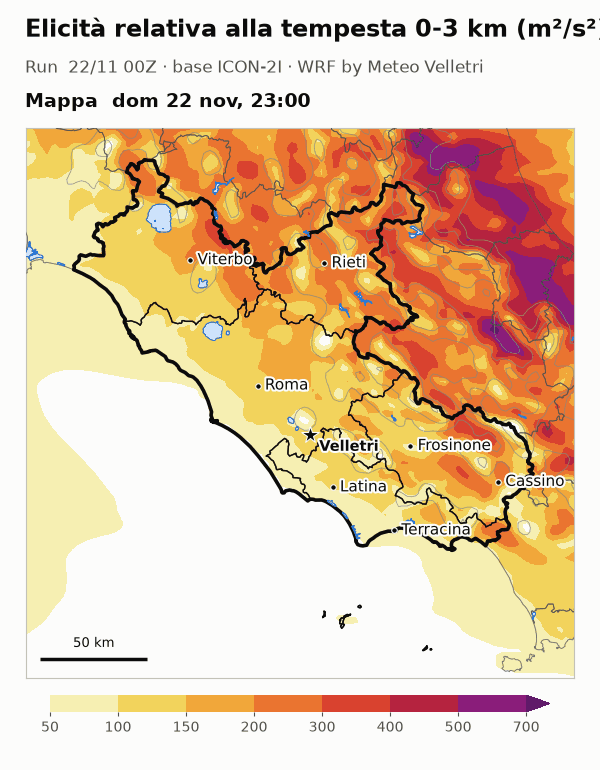 Elicità relativa alla tempesta 0-3 km (m²/s²)
Run 22/11 00Z · base ICON-2I · WRF by Meteo Velletri
Mappa dom 22 nov, 23:00
Viterbo
Rieti
Roma
Velletri
Frosinone
Cassino
Latina
Terracina
50 km
50 100 150 200 300 400 500 700